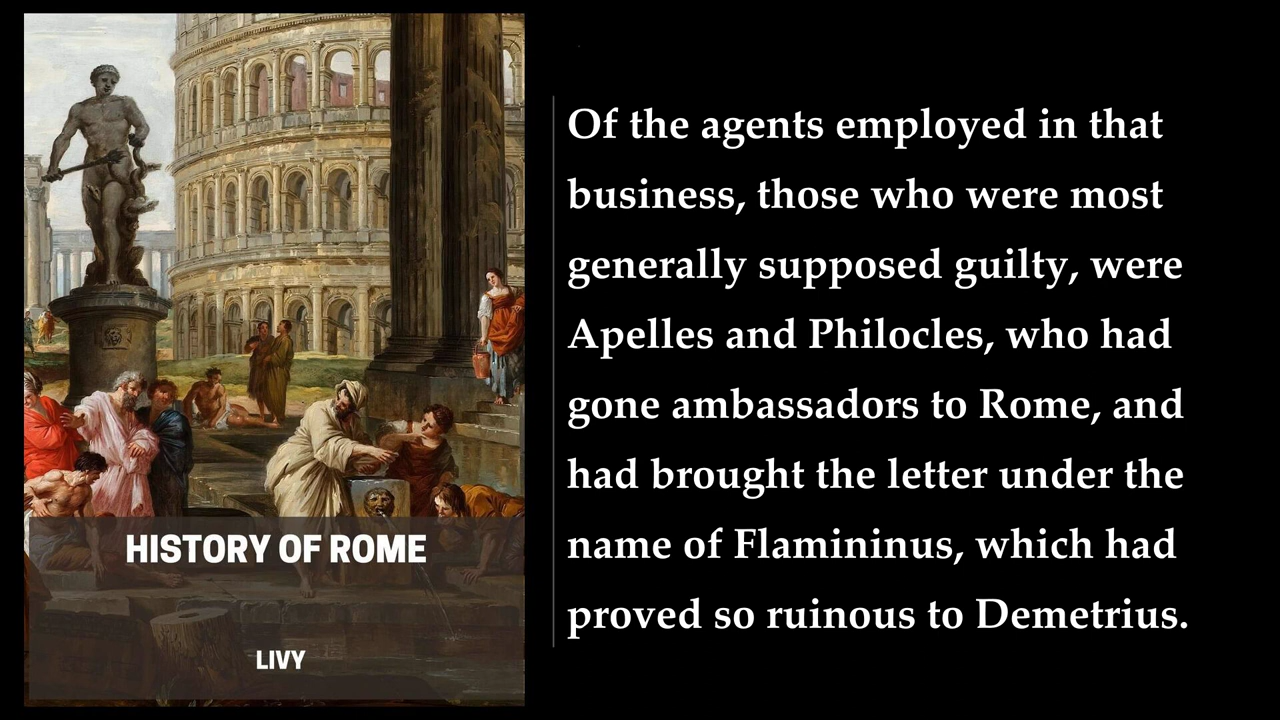 HISTORY OF ROME
LIVY
Of the agents employed in that
business, those who were most
generally supposed guilty, were
Apelles and Philocles, who had
gone ambassadors to Rome, and
had brought the letter under the
name of Flamininus, which had
proved so ruinous to Demetrius.